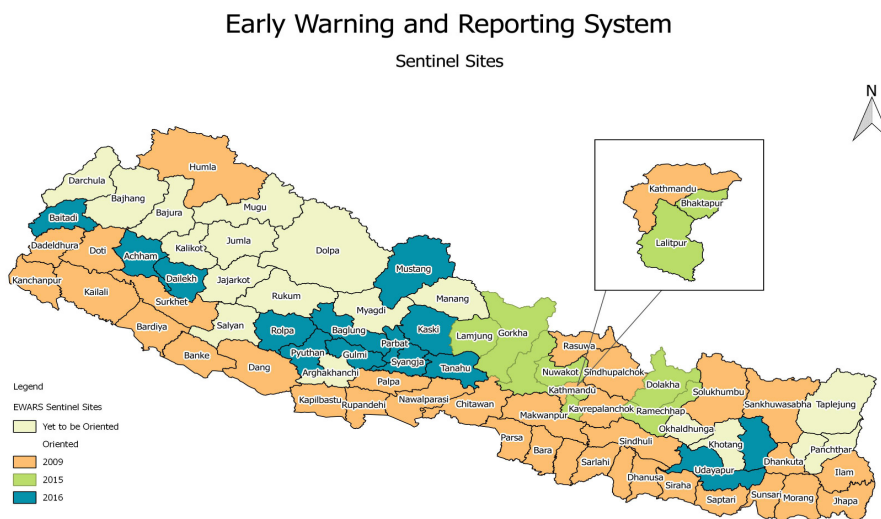 Early Warning and Reporting System
Sentinel Sites
N
Humla
Darchula
Bajhang
Bajura
Mugu
Baitadi
Dadeldhura
Doti
Achham
Kalikot
Jumla
Dolpa
Mustang
Kanchanpur
Kailali
Dailekh
Jajarkot
Surkhet
Rukum
Myagdi
Manang
Bardiya
Salyan
Rolpa
Baglung
Parbat
Kaski
Lamjung
Gorkha
Banke
Dang
Pyuthan
Gulmi
Syangja
Tanahu
Arghakhanchi
Palpa
Kapilbastu
Rupandehi
Nawalparasi
Chitawan
Rasuwa
Nuwakot
Sindhupalchok
Kathmandu
Kavrepalanchok
Makwanpur
Dolakha
Ramechhap
Solukhumbu
Sankhuwasabha
Taplejung
Okhaldhunga
Khotang
Panchthar
Parsa
Bara
Sarlahi
Sindhuli
Udayapur
Dhankuta
Ilam
Dhanusa
Siraha
Saptari
Sunsari
Morang
Jhapa
Kathmandu
Bhaktapur
Lalitpur
Legend
EWARS Sentinel Sites
Yet to be Oriented
Oriented
2009
2015
2016